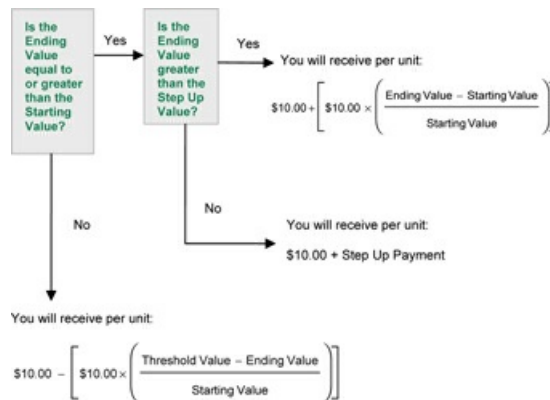 Is the
Ending
Value
equal to
or greater
than the
Starting
Value?
Yes
Is the
Ending
Value
greater
than the
Step Up
Value?
Yes
You will receive per unit:
$10.00 + [ $10.00 × ( Ending Value – Starting Value
Starting Value )
No
You will receive per unit:
$10.00 + Step Up Payment
No
You will receive per unit:
$10.00 – [ $10.00 × ( Threshold Value – Ending Value
Starting Value ) ]